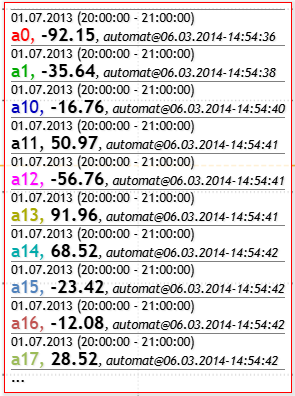 01.07.2013 (20:00:00 - 21:00:00)
a0, -92.15, automat@06.03.2014-14:54:36
01.07.2013 (20:00:00 - 21:00:00)
a1, -35.64, automat@06.03.2014-14:54:38
01.07.2013 (20:00:00 - 21:00:00)
a10, -16.76, automat@06.03.2014-14:54:40
01.07.2013 (20:00:00 - 21:00:00)
a11, 50.97, automat@06.03.2014-14:54:41
01.07.2013 (20:00:00 - 21:00:00)
a12, -56.76, automat@06.03.2014-14:54:41
01.07.2013 (20:00:00 - 21:00:00)
a13, 91.96, automat@06.03.2014-14:54:41
01.07.2013 (20:00:00 - 21:00:00)
a14, 68.52, automat@06.03.2014-14:54:42
01.07.2013 (20:00:00 - 21:00:00)
a15, -23.42, automat@06.03.2014-14:54:42
01.07.2013 (20:00:00 - 21:00:00)
a16, -12.08, automat@06.03.2014-14:54:42
01.07.2013 (20:00:00 - 21:00:00)
a17, 28.52, automat@06.03.2014-14:54:42
...